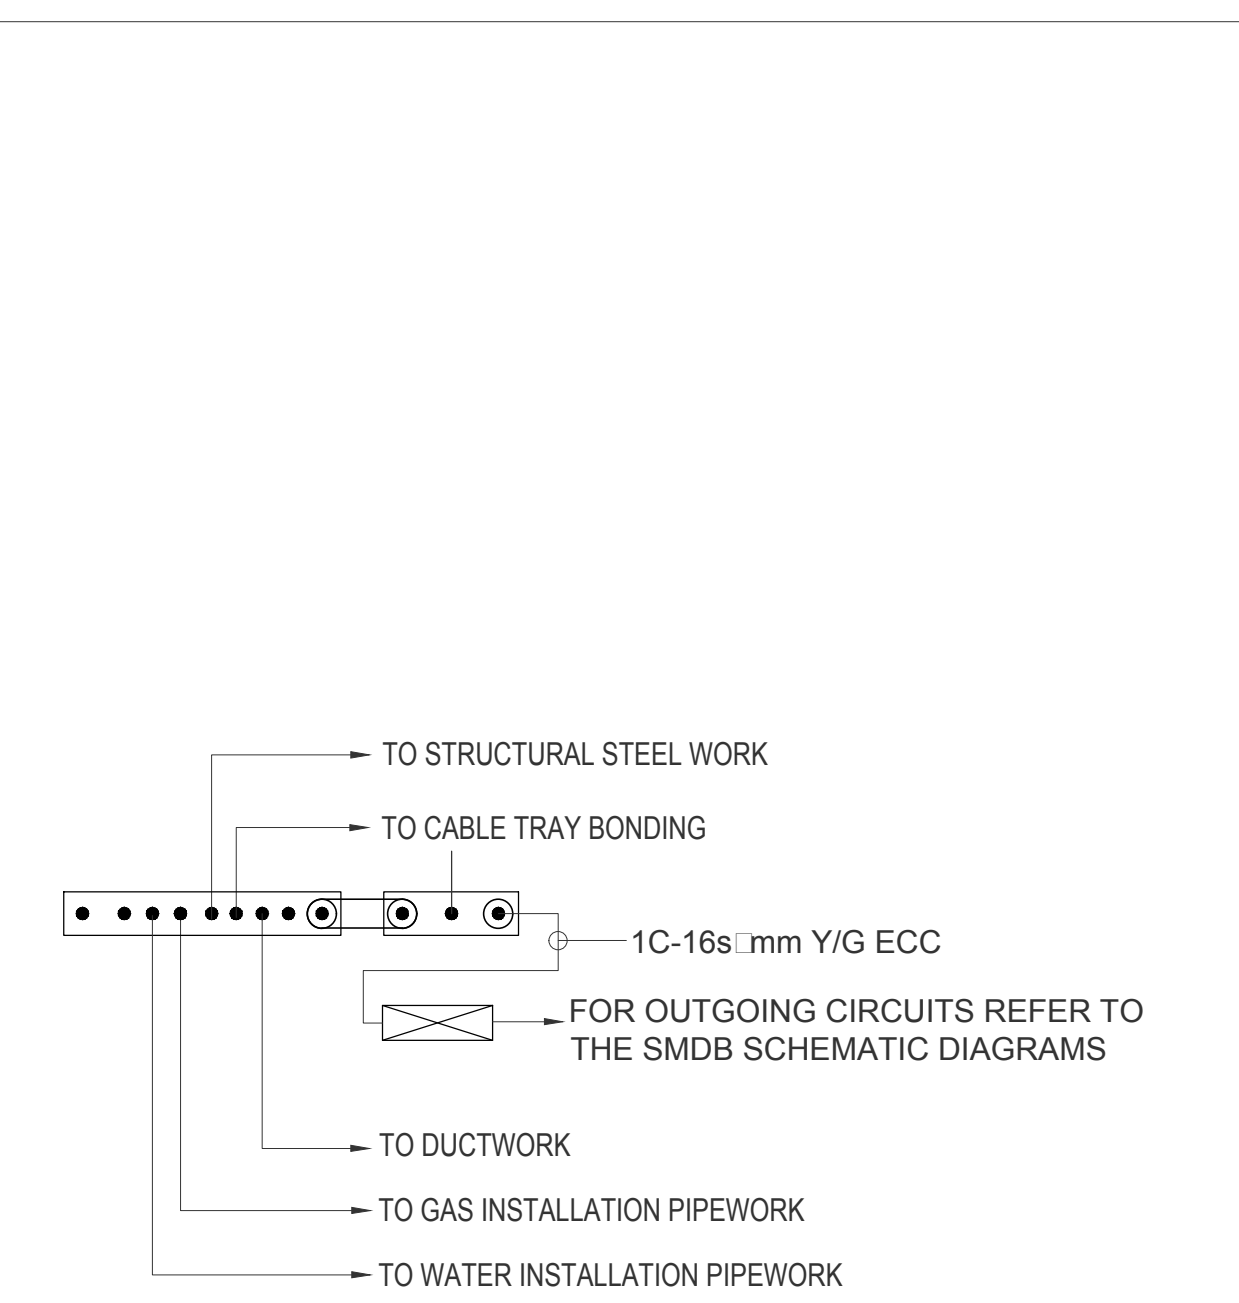 TO STRUCTURAL STEEL WORK
TO CABLE TRAY BONDING
1C-16s□mm Y/G ECC
FOR OUTGOING CIRCUITS REFER TO
THE SMDB SCHEMATIC DIAGRAMS
TO DUCTWORK
TO GAS INSTALLATION PIPEWORK
TO WATER INSTALLATION PIPEWORK